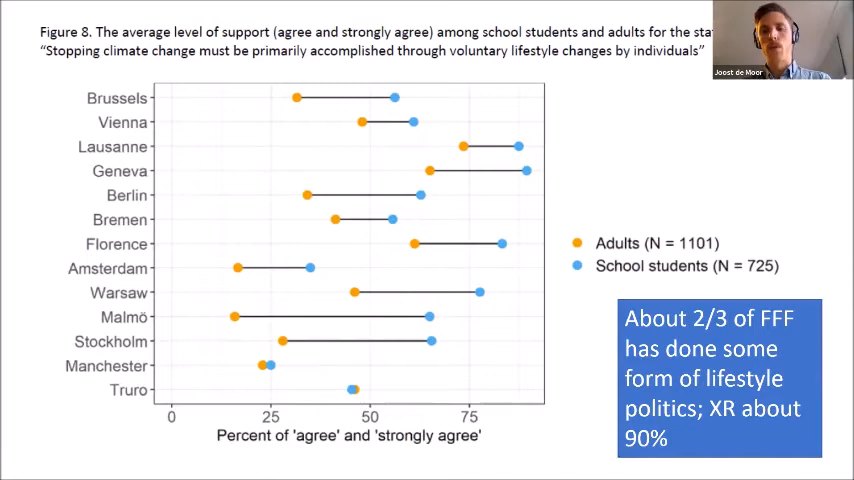 Figure 8. The average level of support (agree and strongly agree) among school students and adults for the
"Stopping climate change must be primarily accomplished through voluntary lifestyle changes by individuals"
Joost de Moor
Brussels
Vienna
Lausanne
Geneva
Berlin
Bremen
Florence
Amsterdam
Warsaw
Malmö
Stockholm
Manchester
Truro
0 25 50 75
Percent of 'agree' and 'strongly agree'
Adults (N = 1101)
School students (N = 725)
About 2/3 of FFF
has done some
form of lifestyle
politics; XR about
90%